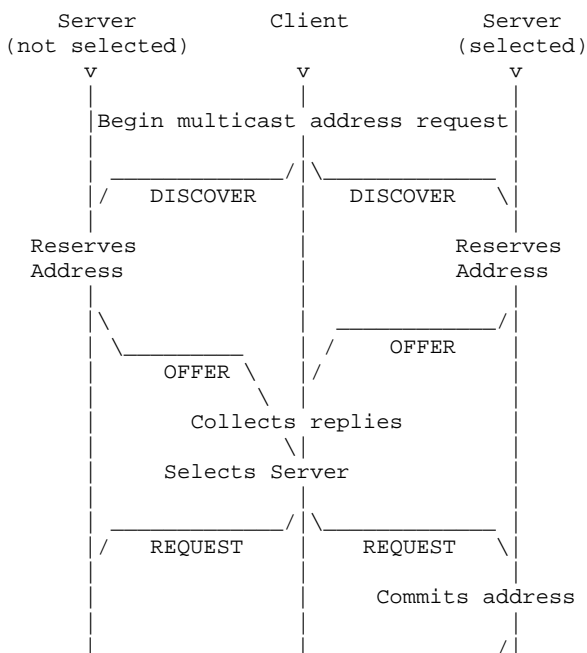 Server Client Server
(not selected) (selected)
v v v
Begin multicast address request
DISCOVER DISCOVER
Reserves Reserves
Address Address
OFFER
OFFER
Collects replies
Selects Server
REQUEST REQUEST
Commits address